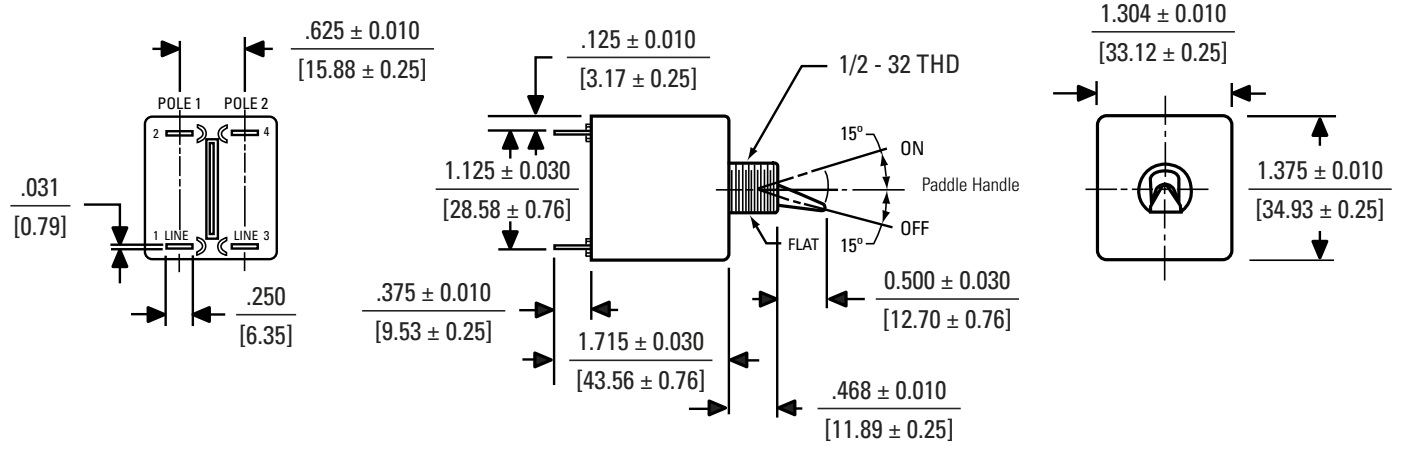 .625 ± 0.010
[15.88 ± 0.25]
POLE 1 POLE 2
2 4
.031
[0.79]
1 LINE LINE 3
.250
[6.35]
.125 ± 0.010
[3.17 ± 0.25]
1/2 - 32 THD
15º
ON
1.125 ± 0.030
[28.58 ± 0.76]
Paddle Handle
OFF
FLAT 15º
.375 ± 0.010
[9.53 ± 0.25]
0.500 ± 0.030
[12.70 ± 0.76]
1.715 ± 0.030
[43.56 ± 0.76]
.468 ± 0.010
[11.89 ± 0.25]
1.304 ± 0.010
[33.12 ± 0.25]
1.375 ± 0.010
[34.93 ± 0.25]